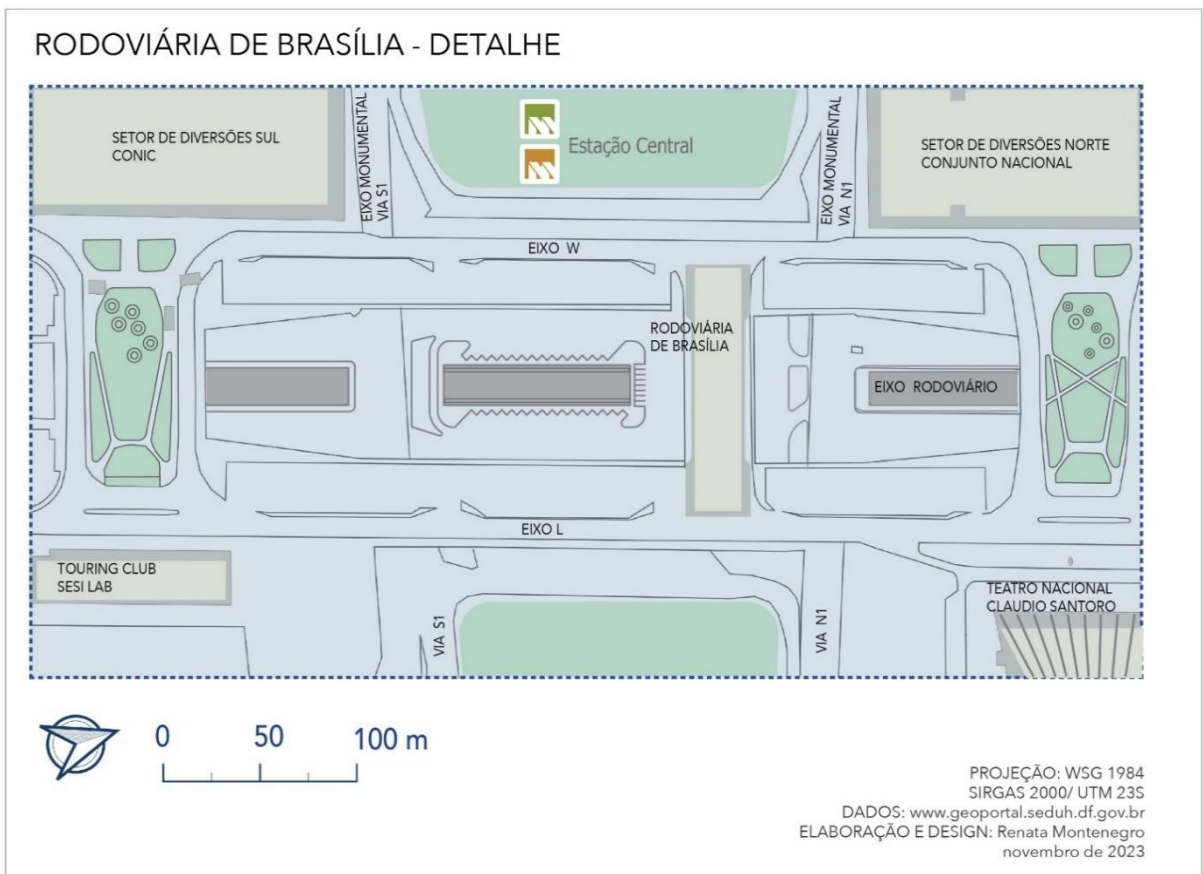 RODOVIÁRIA DE BRASÍLIA - DETALHE
SETOR DE DIVERSÕES SUL
CONIC
EIXO MONUMENTAL
VIA S1
Estação Central
EIXO MONUMENTAL
VIA N1
SETOR DE DIVERSÕES NORTE
CONJUNTO NACIONAL
EIXO W
RODOVIÁRIA
DE BRASÍLIA
EIXO RODOVIÁRIO
EIXO L
TOURING CLUB
SESI LAB
VIA S1
VIA N1
TEATRO NACIONAL
CLAUDIO SANTORO
0 50 100 m
PROJEÇÃO: WSG 1984
SIRGAS 2000/ UTM 23S
DADOS: www.geoportal.seduh.df.gov.br
ELABORAÇÃO E DESIGN: Renata Montenegro
novembro de 2023